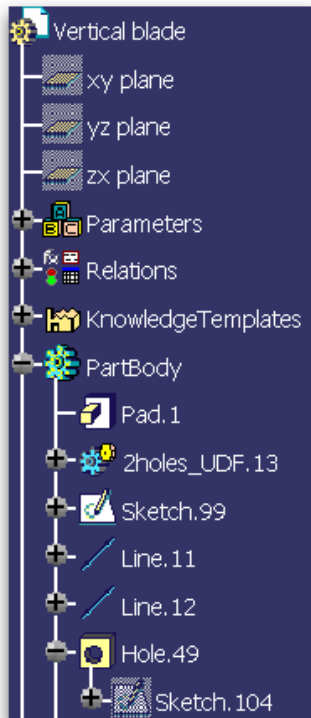 Vertical blade
xy plane
yz plane
zx plane
Parameters
Relations
KnowledgeTemplates
PartBody
Pad.1
2holes_UDF.13
Sketch.99
Line.11
Line.12
Hole.49
Sketch.104